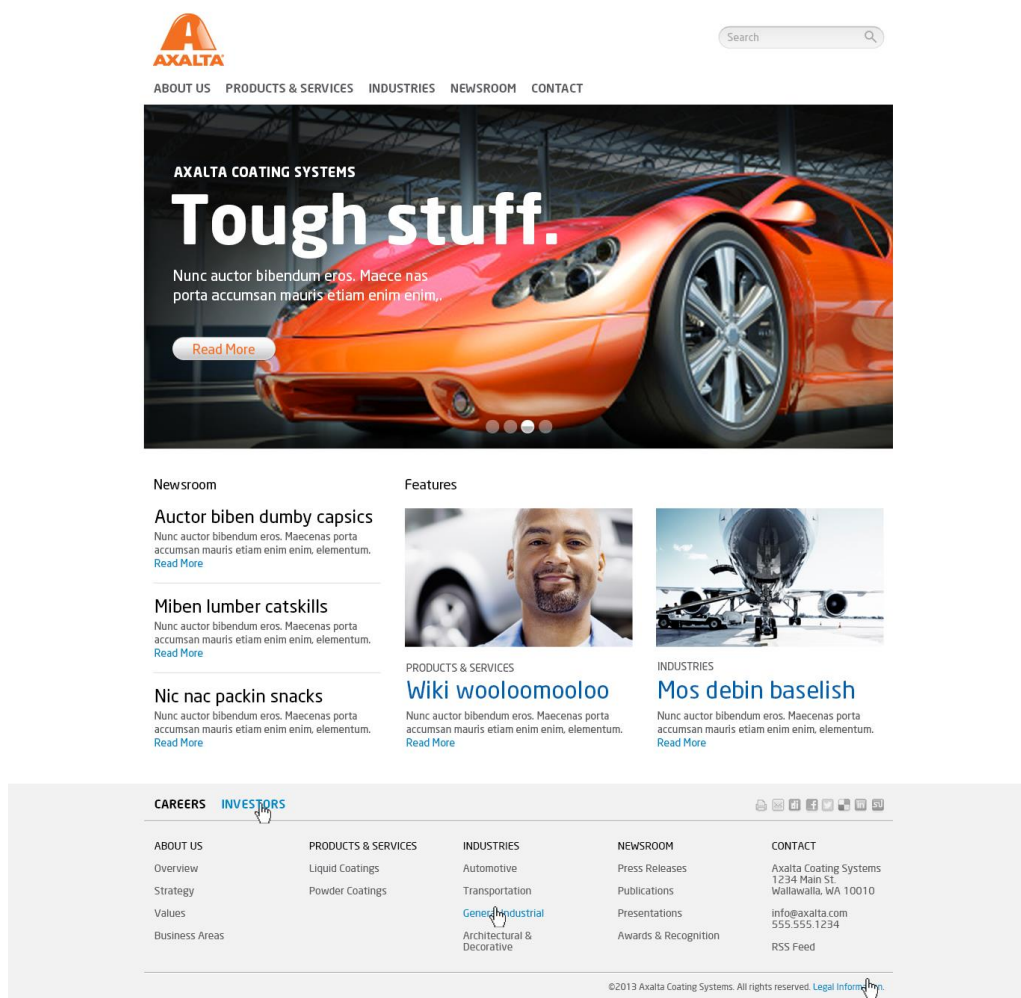 AXALTA
Search
ABOUT US PRODUCTS & SERVICES INDUSTRIES NEWSROOM CONTACT
AXALTA COATING SYSTEMS
Tough stuff.
Nunc auctor bibendum eros. Maece nas
porta accumsan mauris etiam enim enim,.
Read More
Newsroom
Auctor biben dumby capsics
Nunc auctor bibendum eros. Maecenas porta
accumsan mauris etiam enim enim, elementum.
Read More
Miben lumber catskills
Nunc auctor bibendum eros. Maecenas porta
accumsan mauris etiam enim enim, elementum.
Read More
Nic nac packin snacks
Nunc auctor bibendum eros. Maecenas porta
accumsan mauris etiam enim enim, elementum.
Read More
Features
PRODUCTS & SERVICES
Wiki wooloomooloo
Nunc auctor bibendum eros. Maecenas porta
accumsan mauris etiam enim enim, elementum.
Read More
INDUSTRIES
Mos debin baselish
Nunc auctor bibendum eros. Maecenas porta
accumsan mauris etiam enim enim, elementum.
Read More
CAREERS INVESTORS
ABOUT US
Overview
Strategy
Values
Business Areas
PRODUCTS & SERVICES
Liquid Coatings
Powder Coatings
INDUSTRIES
Automotive
Transportation
General Industrial
Architectural &
Decorative
NEWSROOM
Press Releases
Publications
Presentations
Awards & Recognition
CONTACT
Axalta Coating Systems
1234 Main St.
Wallawalla, WA 10010
info@axalta.com
555.555.1234
RSS Feed
©2013 Axalta Coating Systems. All rights reserved. Legal Information.